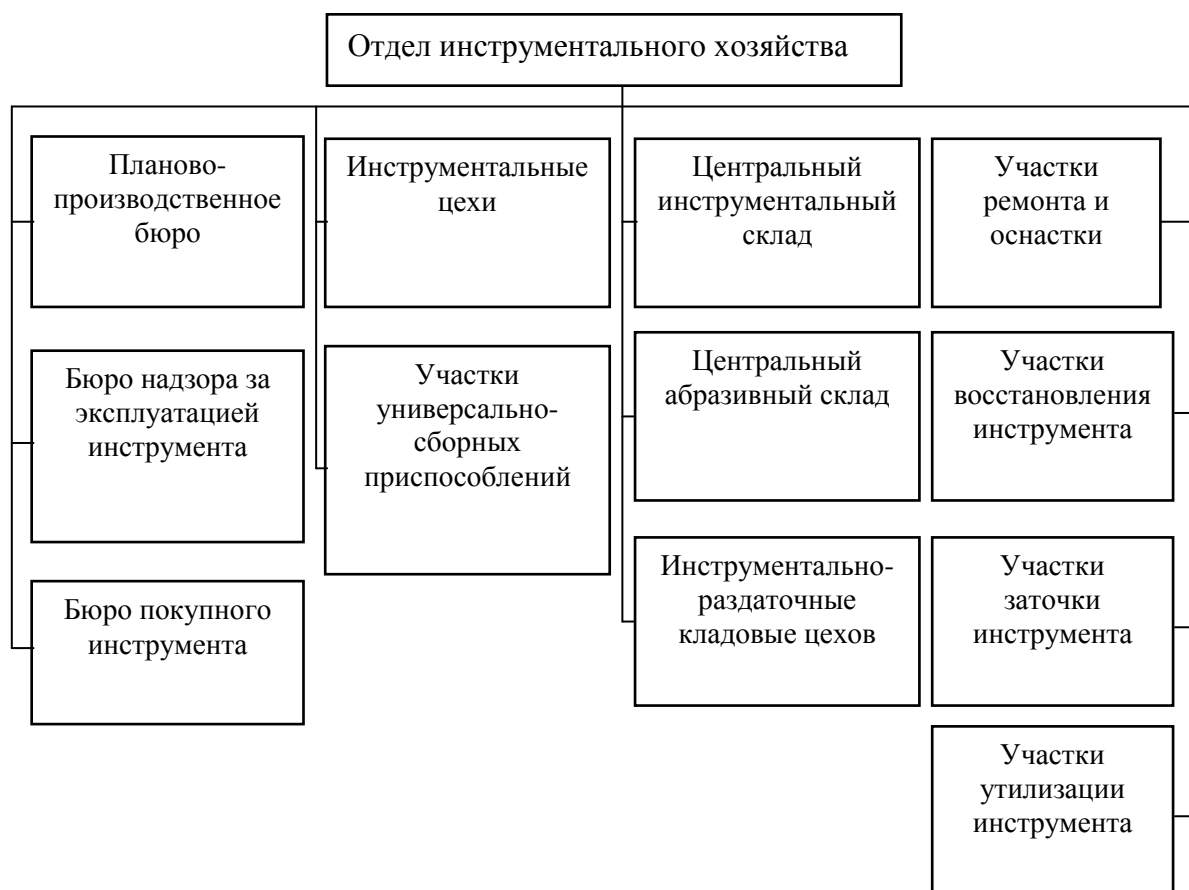 Отдел инструментального хозяйства
Планово-
производственное
бюро
Бюро надзора за
эксплуатацией
инструмента
Бюро покупного
инструмента
Инструментальные
цехи
Участки
универсально-
сборных
приспособлений
Центральный
инструментальный
склад
Центральный
абразивный склад
Инструментально-
раздаточные
кладовые цехов
Участки
ремонта и
оснастки
Участки
восстановления
инструмента
Участки
заточки
инструмента
Участки
утилизации
инструмента